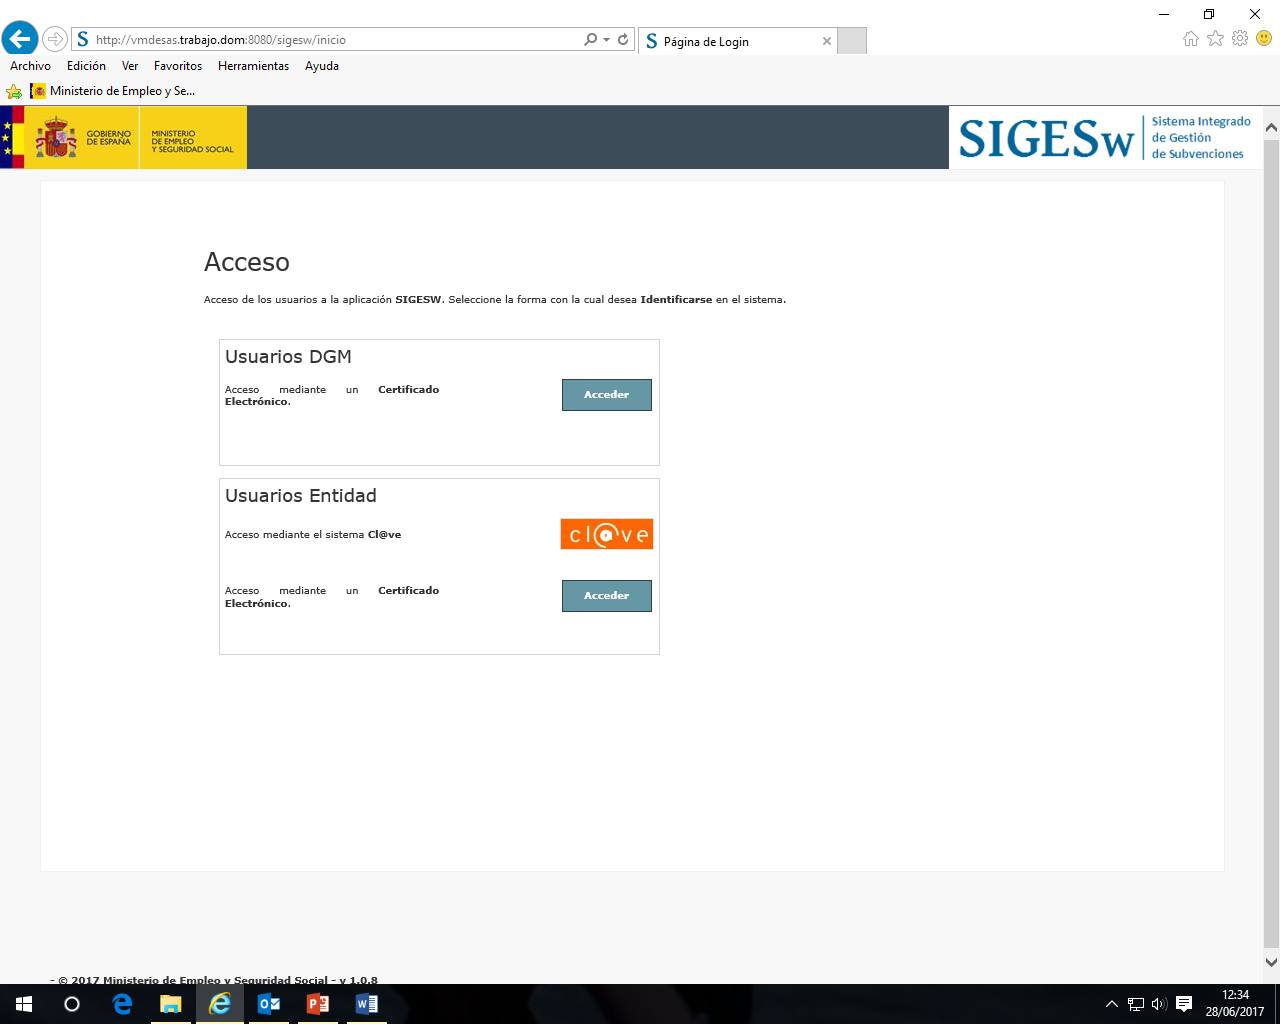 http://vmdesas.trabajo.dom:8080/sigesw/inicio
Página de Login
Archivo Edición Ver Favoritos Herramientas Ayuda
Ministerio de Empleo y Se...
GOBIERNO
DE ESPAÑA
MINISTERIO
DE EMPLEO
Y SEGURIDAD SOCIAL
SIGESW
Sistema Integrado
de Gestión
de Subvenciones
Acceso
Acceso de los usuarios a la aplicación SIGESW. Seleccione la forma con la cual desea Identificarse en el sistema.
Usuarios DGM
Acceso mediante un Certificado
Electrónico.
Acceder
Usuarios Entidad
Acceso mediante el sistema Cl@ve
cl@ve
Acceso mediante un Certificado
Electrónico.
Acceder
- © 2017 Ministerio de Empleo y Seguridad Social - v 1.0.8
12:34
28/06/2017